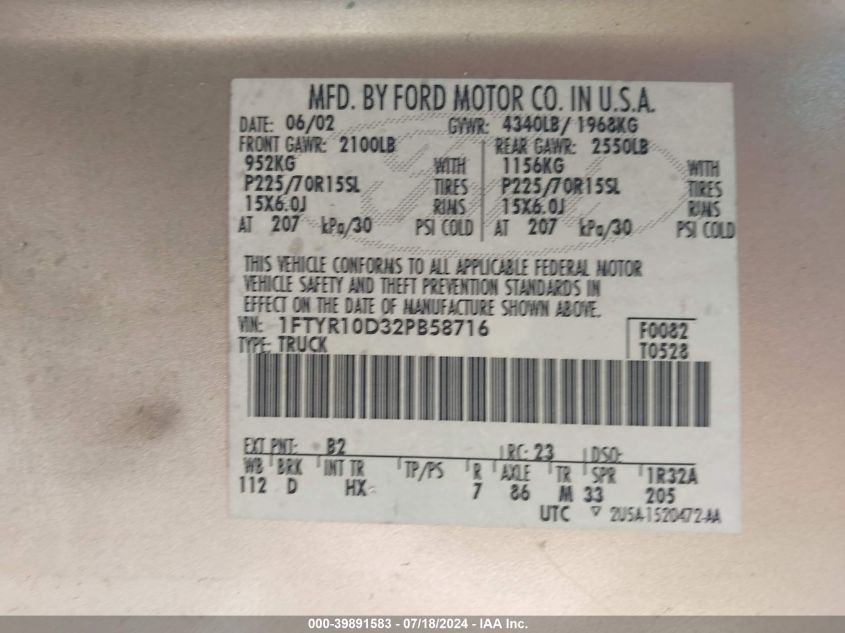 MFD. BY FORD MOTOR CO. IN U.S.A.
DATE: 06/02 GVWR: 4340LB/ 1968KG
FRONT GAWR: 2100LB REAR GAWR: 2550LB
952KG WITH 1156KG WITH
P225/70R15SL TIRES P225/70R15SL TIRES
15X6.0J RIMS 15X6.0J RIMS
AT 207 kPa/30 PSI COLD AT 207 kPa/30 PSI COLD
THIS VEHICLE CONFORMS TO ALL APPLICABLE FEDERAL MOTOR
VEHICLE SAFETY AND THEFT PREVENTION STANDARDS IN
EFFECT ON THE DATE OF MANUFACTURE SHOWN ABOVE.
VIN: 1FTYR10D32PB58716 F0082
TYPE: TRUCK T0528
EXT PNT: B2 RC: 23 DSO:
WB BRK INT TR TP/PS R AXLE TR SPR 1R32A
112 D HX 7 86 M 33 205
UTC ▽ 2U5A-1520472-AA
000-39891583 - 07/18/2024 - IAA Inc.